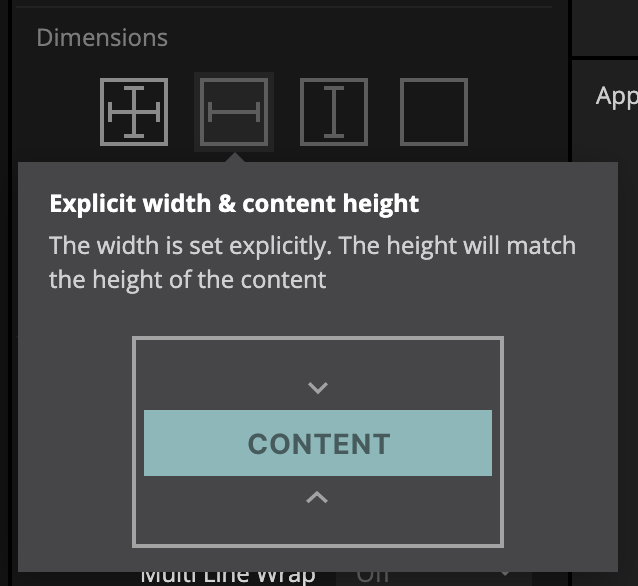 Dimensions
App
Explicit width & content height
The width is set explicitly. The height will match
the height of the content
CONTENT
Multi Line Wrap Off